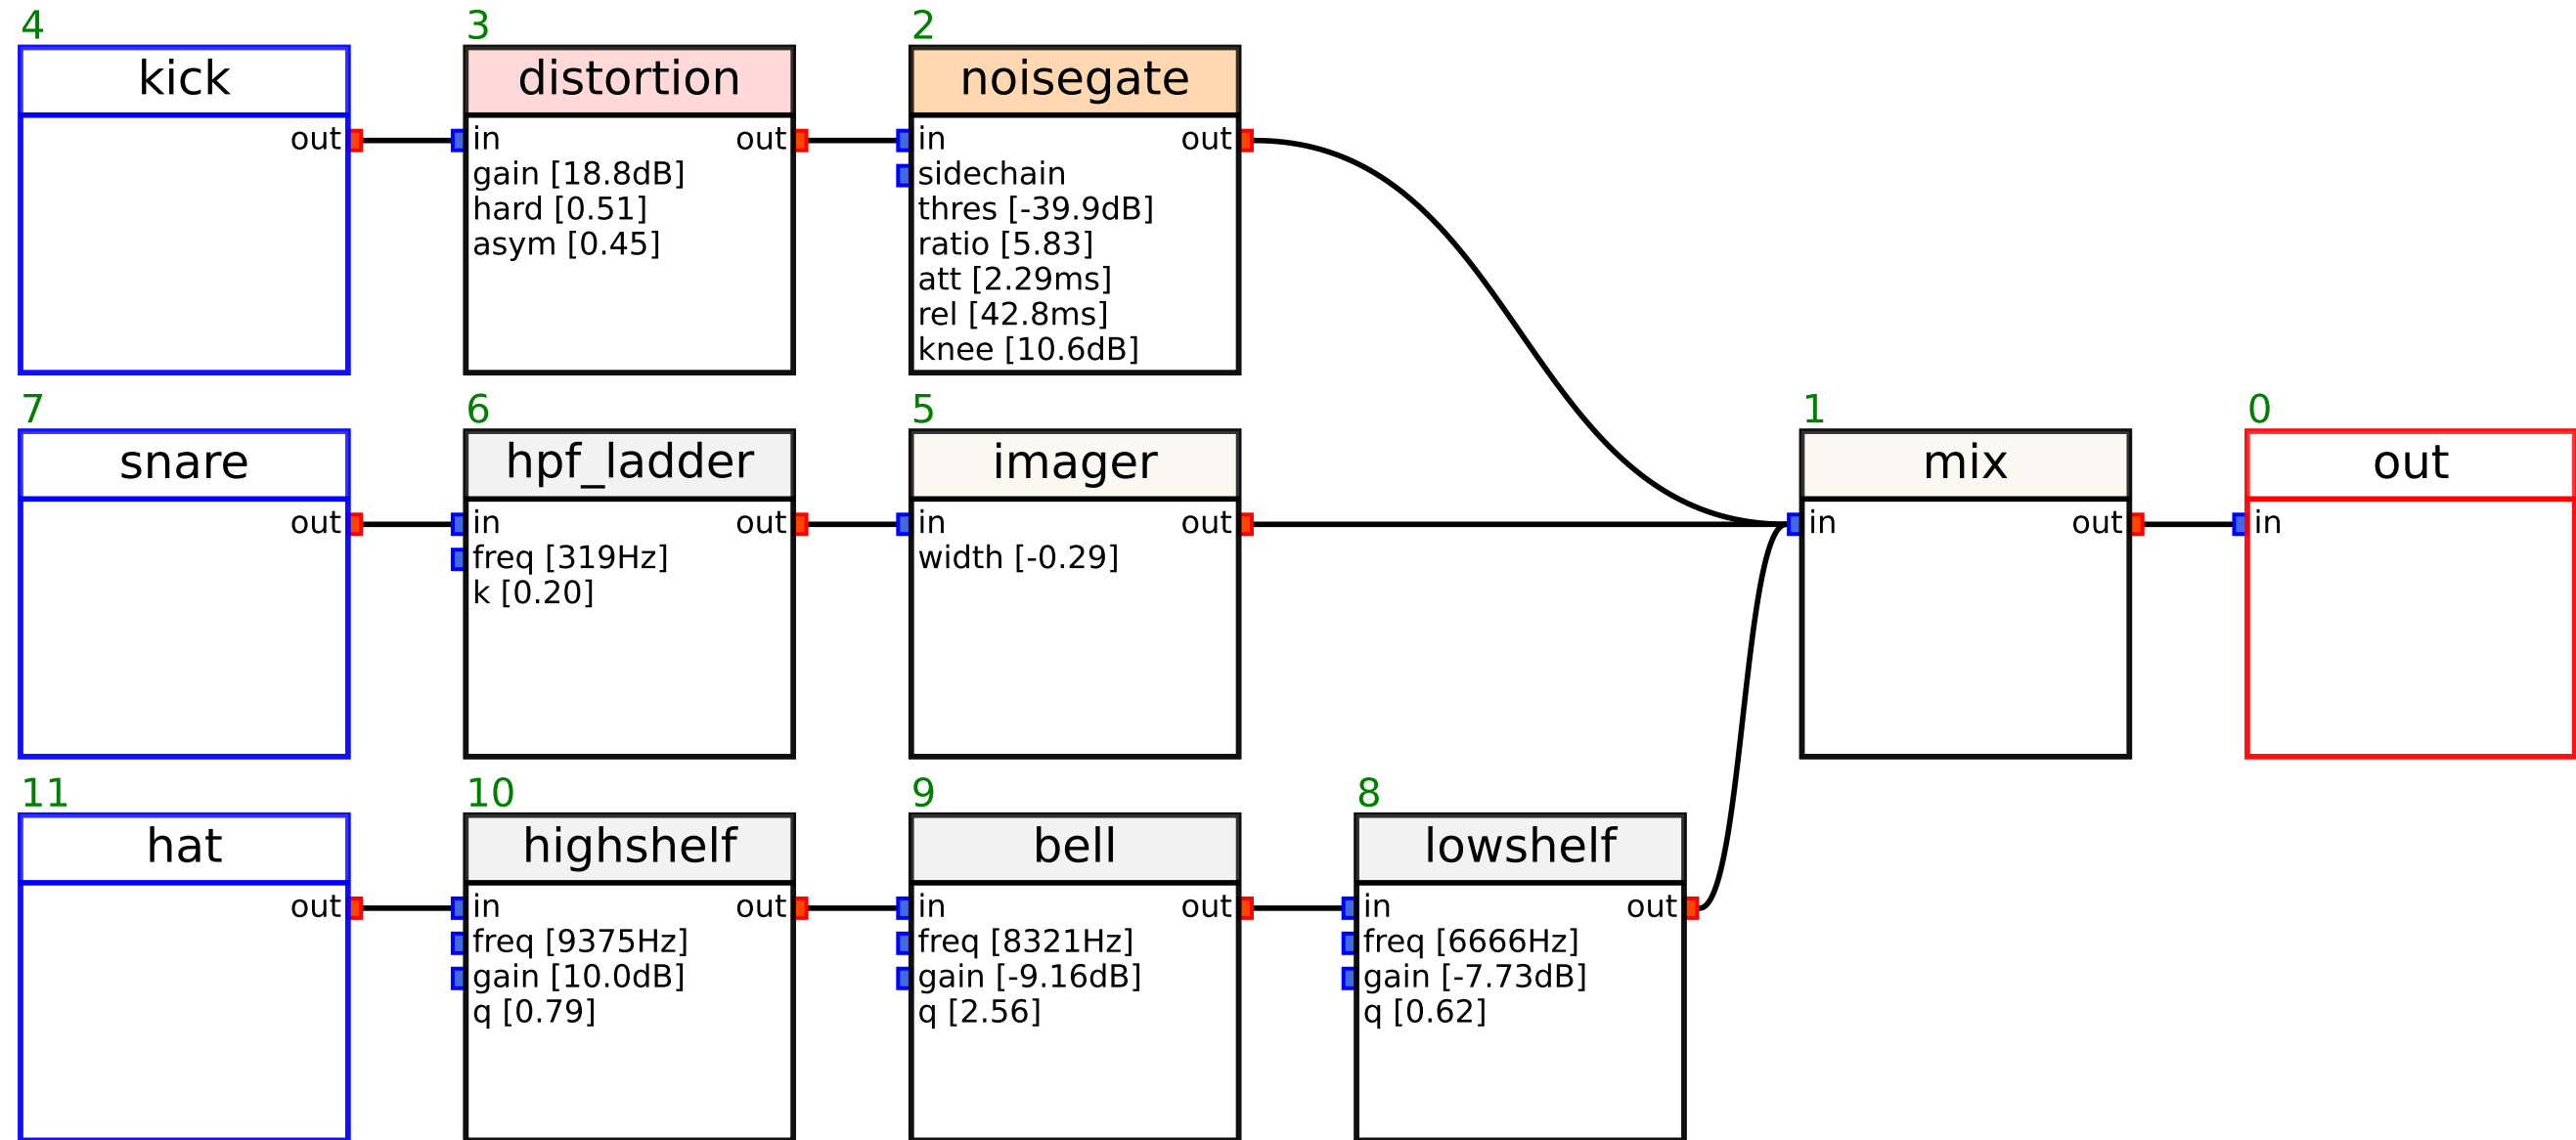 4
kick
out
3
distortion
in out
gain [18.8dB]
hard [0.51]
asym [0.45]
2
noisegate
in out
sidechain
thres [-39.9dB]
ratio [5.83]
att [2.29ms]
rel [42.8ms]
knee [10.6dB]
7
snare
out
6
hpf_ladder
in out
freq [319Hz]
k [0.20]
5
imager
in out
width [-0.29]
1
mix
in out
0
out
in
11
hat
out
10
highshelf
in out
freq [9375Hz]
gain [10.0dB]
q [0.79]
9
bell
in out
freq [8321Hz]
gain [-9.16dB]
q [2.56]
8
lowshelf
in out
freq [6666Hz]
gain [-7.73dB]
q [0.62]